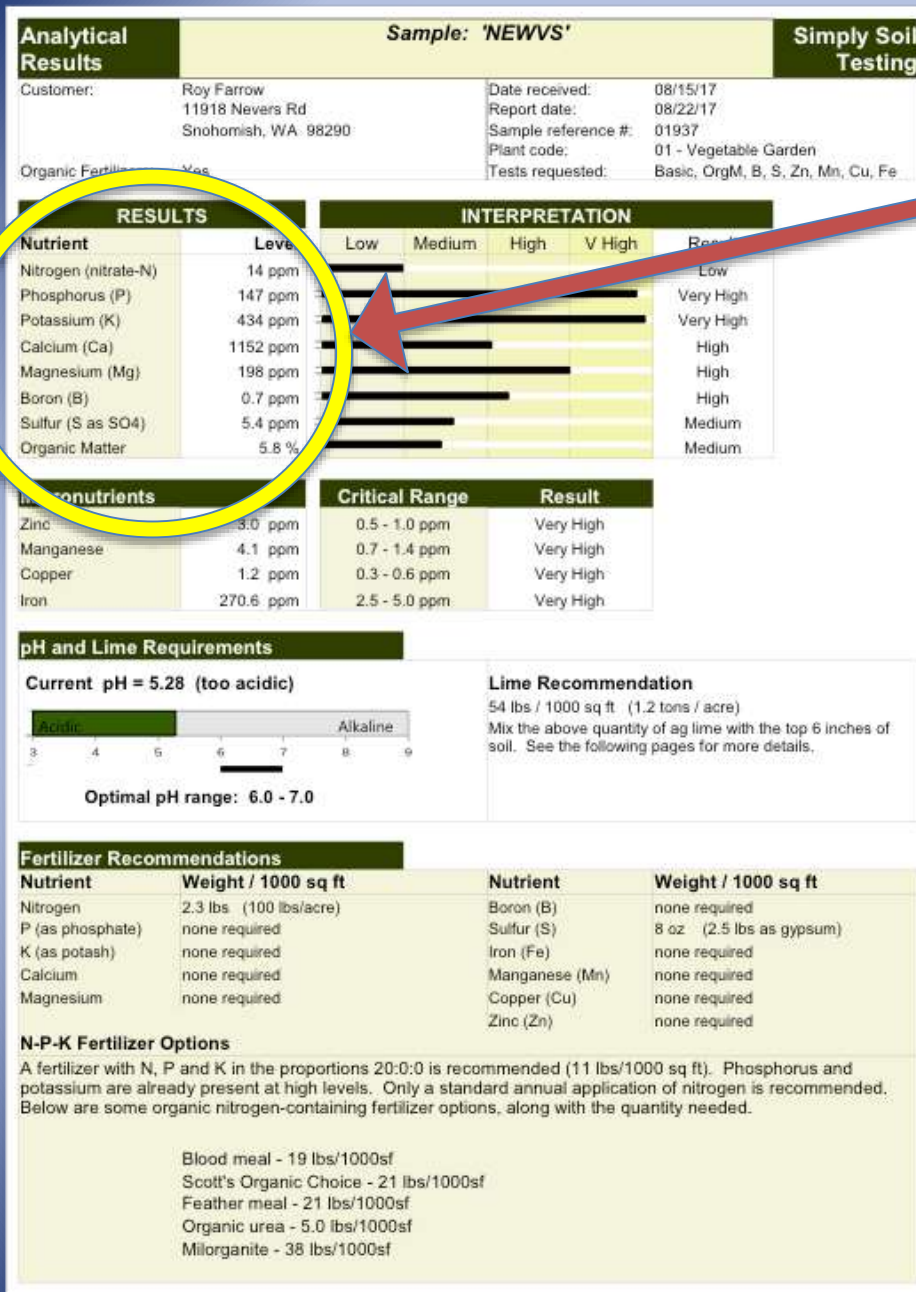 Analytical Results
Sample: 'NEWVS'
Simply Soil Testing
Customer: Roy Farrow
11918 Nevers Rd
Snohomish, WA 98290
Date received: 08/15/17
Report date: 08/22/17
Sample reference #: 01937
Plant code: 01 - Vegetable Garden
Organic Yes
Tests requested: Basic, OrgM, B, S, Zn, Mn, Cu, Fe
RESULTS
INTERPRETATION
Nutrient Level Low Medium High V High
Nitrogen (nitrate-N) 14 ppm Low
Phosphorus (P) 147 ppm Very High
Potassium (K) 434 ppm Very High
Calcium (Ca) 1152 ppm High
Magnesium (Mg) 198 ppm High
Boron (B) 0.7 ppm High
Sulfur (S as SO4) 5.4 ppm Medium
Organic Matter 5.8 % Medium
Micronutrients Critical Range Result
Zinc 3.0 ppm 0.5 - 1.0 ppm Very High
Manganese 4.1 ppm 0.7 - 1.4 ppm Very High
Copper 1.2 ppm 0.3 - 0.6 ppm Very High
Iron 270.6 ppm 2.5 - 5.0 ppm Very High
pH and Lime Requirements
Current pH = 5.28 (too acidic)
Acidic Alkaline
3 4 5 6 7 8 9
Optimal pH range: 6.0 - 7.0
Lime Recommendation
54 lbs / 1000 sq ft (1.2 tons / acre)
Mix the above quantity of ag lime with the top 6 inches of
soil. See the following pages for more details.
Fertilizer Recommendations
Nutrient Weight / 1000 sq ft
Nitrogen 2.3 lbs (100 lbs/acre)
P (as phosphate) none required
K (as potash) none required
Calcium none required
Magnesium none required
Nutrient Weight / 1000 sq ft
Boron (B) none required
Sulfur (S) 8 oz (2.5 lbs as gypsum)
Iron (Fe) none required
Manganese (Mn) none required
Copper (Cu) none required
Zinc (Zn) none required
N-P-K Fertilizer Options
A fertilizer with N, P and K in the proportions 20:0:0 is recommended (11 lbs/1000 sq ft). Phosphorus and
potassium are already present at high levels. Only a standard annual application of nitrogen is recommended.
Below are some organic nitrogen-containing fertilizer options, along with the quantity needed.
Blood meal - 19 lbs/1000sf
Scott's Organic Choice - 21 lbs/1000sf
Feather meal - 21 lbs/1000sf
Organic urea - 5.0 lbs/1000sf
Milorganite - 38 lbs/1000sf